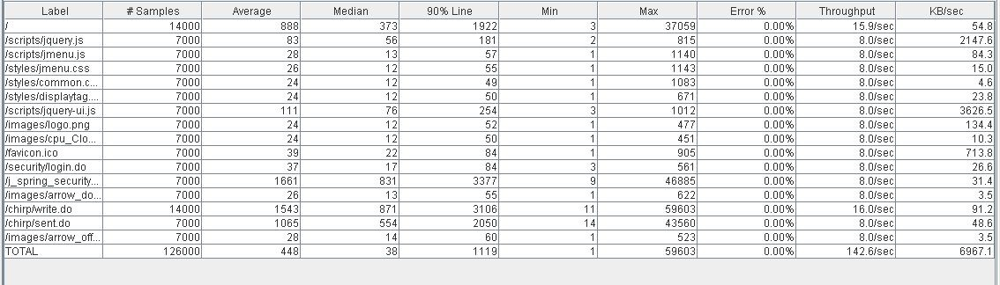 Label # Samples Average Median 90% Line Min Max Error % Throughput KB/sec
/ 14000 888 373 1922 3 37059 0.00% 15.9/sec 54.8
/scripts/jquery.js 7000 83 56 181 2 815 0.00% 8.0/sec 2147.6
/scripts/jmenu.js 7000 28 13 57 1 1140 0.00% 8.0/sec 84.3
/styles/jmenu.css 7000 26 12 55 1 1143 0.00% 8.0/sec 15.0
/styles/common.c... 7000 24 12 49 1 1083 0.00% 8.0/sec 4.6
/styles/displaytag.... 7000 24 12 50 1 671 0.00% 8.0/sec 23.8
/scripts/jquery-ui.js 7000 111 76 254 3 1012 0.00% 8.0/sec 3626.5
/images/logo.png 7000 24 12 52 1 477 0.00% 8.0/sec 134.4
/images/cpu_Clo... 7000 24 12 50 1 451 0.00% 8.0/sec 10.3
/favicon.ico 7000 39 22 84 1 905 0.00% 8.0/sec 713.8
/security/login.do 7000 37 17 84 3 561 0.00% 8.0/sec 26.6
/j_spring_security... 7000 1661 831 3377 9 46885 0.00% 8.0/sec 31.4
/images/arrow_do... 7000 26 13 55 1 622 0.00% 8.0/sec 3.5
/chirp/write.do 14000 1543 871 3106 11 59603 0.00% 16.0/sec 91.2
/chirp/sent.do 7000 1065 554 2050 14 43560 0.00% 8.0/sec 48.6
/images/arrow_off... 7000 28 14 60 1 523 0.00% 8.0/sec 3.5
TOTAL 126000 448 38 1119 1 59603 0.00% 142.6/sec 6967.1